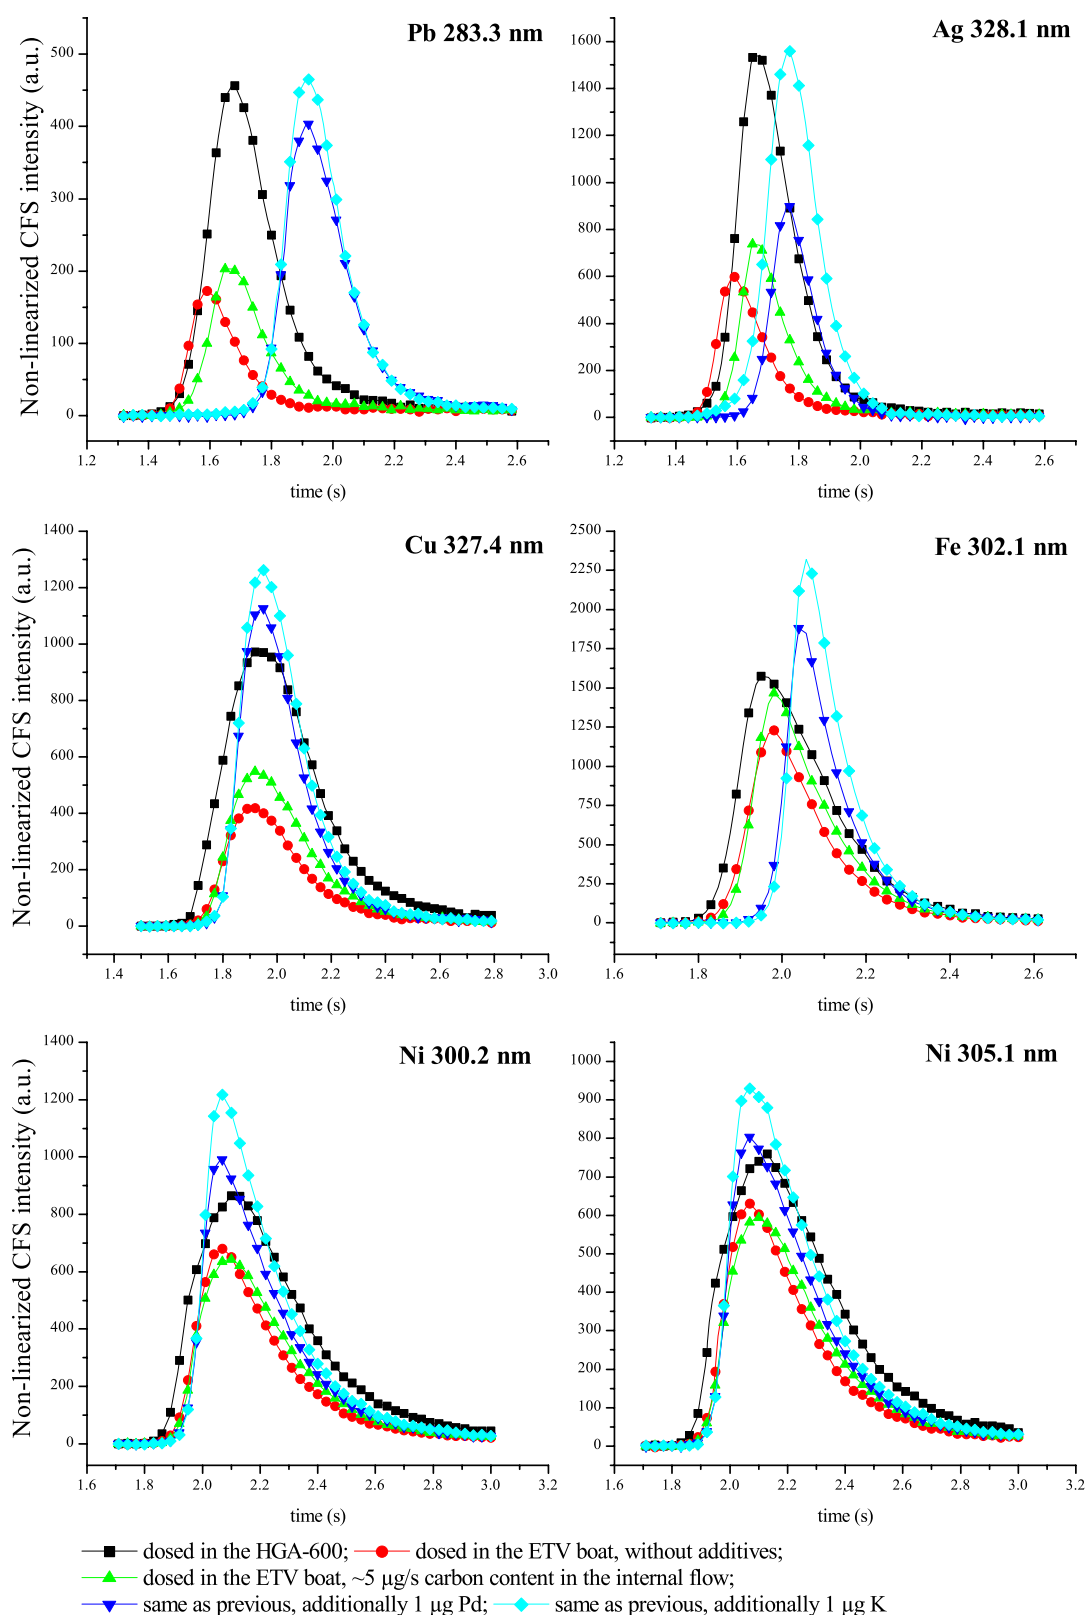 Pb 283.3 nm
Non-linearized CFS intensity (a.u.)
500
400
300
200
100
0
1.2 1.4 1.6 1.8 2.0 2.2 2.4 2.6
time (s)
Ag 328.1 nm
1600
1400
1200
1000
800
600
400
200
0
1.2 1.4 1.6 1.8 2.0 2.2 2.4 2.6
time (s)
Cu 327.4 nm
Non-linearized CFS intensity (a.u.)
1400
1200
1000
800
600
400
200
0
1.4 1.6 1.8 2.0 2.2 2.4 2.6 2.8 3.0
time (s)
Fe 302.1 nm
2500
2250
2000
1750
1500
1250
1000
750
500
250
0
1.6 1.8 2.0 2.2 2.4 2.6
time (s)
Ni 300.2 nm
Non-linearized CFS intensity (a.u.)
1400
1200
1000
800
600
400
200
0
1.6 1.8 2.0 2.2 2.4 2.6 2.8 3.0 3.2
time (s)
Ni 305.1 nm
1000
900
800
700
600
500
400
300
200
100
0
1.6 1.8 2.0 2.2 2.4 2.6 2.8 3.0 3.2
time (s)
dosed in the HGA-600; dosed in the ETV boat, without additives;
dosed in the ETV boat, ~5 µg/s carbon content in the internal flow;
same as previous, additionally 1 µg Pd; same as previous, additionally 1 µg K